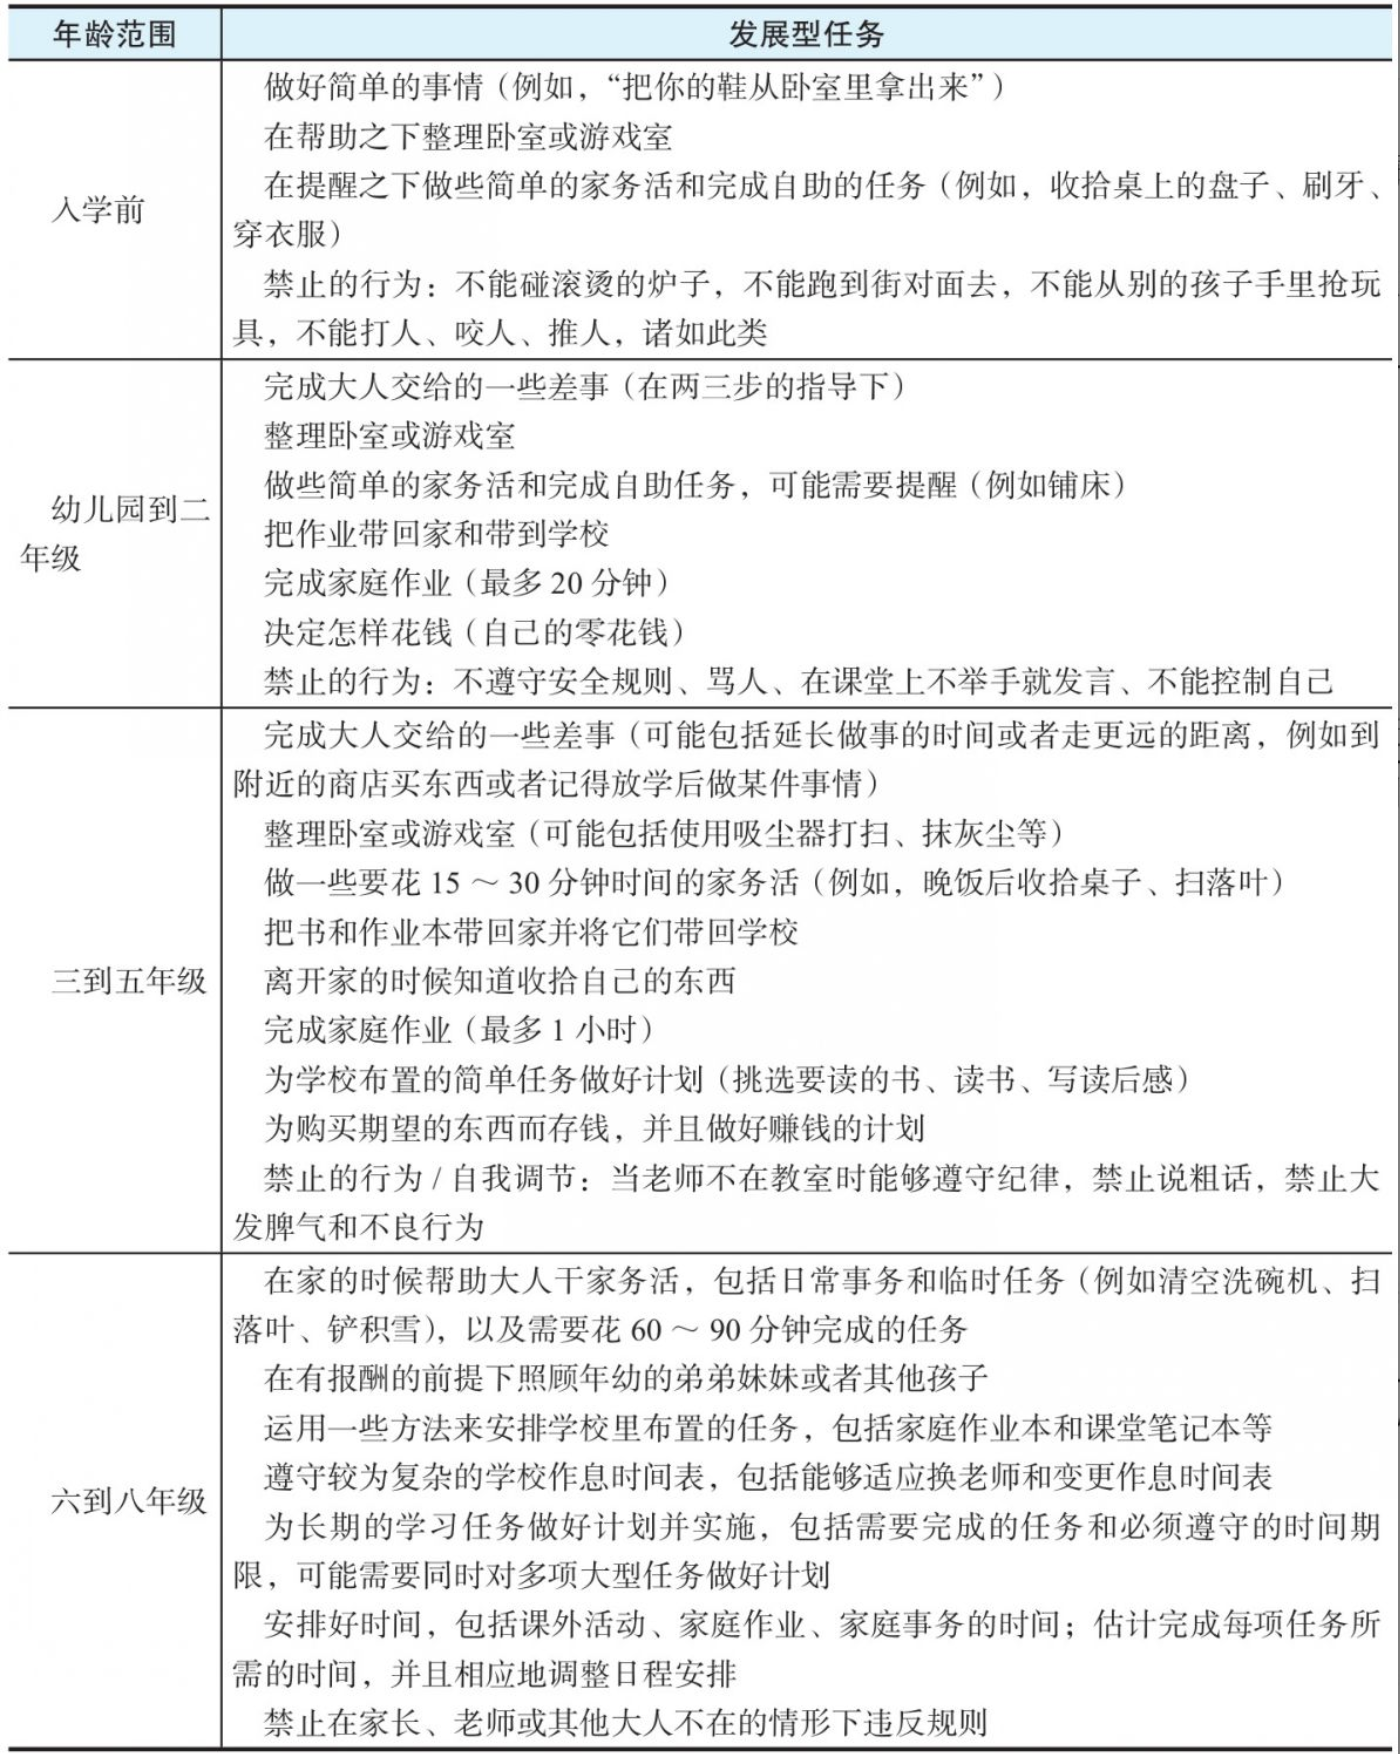 年龄范围
发展型任务
入学前
做好简单的事情（例如，“把你的鞋从卧室里拿出来”）
在帮助之下整理卧室或游戏室
在提醒之下做些简单的家务活和完成自助的任务（例如，收拾桌上的盘子、刷牙、
穿衣服）
禁止的行为：不能碰滚烫的炉子，不能跑到街对面去，不能从别的孩子手里抢玩
具，不能打人、咬人、推人，诸如此类
幼儿园到二
年级
完成大人交给的一些差事（在两三步的指导下）
整理卧室或游戏室
做些简单的家务活和完成自助任务，可能需要提醒（例如铺床）
把作业带回家和带到学校
完成家庭作业（最多 20 分钟）
决定怎样花钱（自己的零花钱）
禁止的行为：不遵守安全规则、骂人、在课堂上不举手就发言、不能控制自己
三到五年级
完成大人交给的一些差事（可能包括延长做事的时间或者走更远的距离，例如到
附近的商店买东西或者记得放学后做某件事情）
整理卧室或游戏室（可能包括使用吸尘器打扫、抹灰尘等）
做一些要花 15 ～ 30 分钟时间的家务活（例如，晚饭后收拾桌子、扫落叶）
把书和作业本带回家并将它们带回学校
离开家的时候知道收拾自己的东西
完成家庭作业（最多 1 小时）
为学校布置的简单任务做好计划（挑选要读的书、读书、写读后感）
为购买期望的东西而存钱，并且做好赚钱的计划
禁止的行为 / 自我调节：当老师不在教室时能够遵守纪律，禁止说粗话，禁止大
发脾气和不良行为
六到八年级
在家的时候帮助大人干家务活，包括日常事务和临时任务（例如清空洗碗机、扫
落叶、铲积雪），以及需要花 60 ～ 90 分钟完成的任务
在有报酬的前提下照顾年幼的弟弟妹妹或者其他孩子
运用一些方法来安排学校里布置的任务，包括家庭作业本和课堂笔记本等
遵守较为复杂的学校作息时间表，包括能够适应换老师和变更作息时间表
为长期的学习任务做好计划并实施，包括需要完成的任务和必须遵守的时间期
限，可能需要同时对多项大型任务做好计划
安排好时间，包括课外活动、家庭作业、家庭事务的时间；估计完成每项任务所
需的时间，并且相应地调整日程安排
禁止在家长、老师或其他大人不在的情形下违反规则